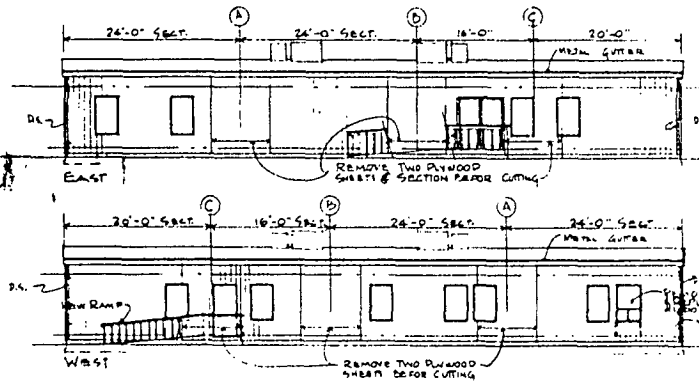 A
B
C
24'-0" SECT.
24'-0" SECT.
16'-0"
20'-0"
METAL GUTTER
D.S.
D
REMOVE TWO PLYWOOD
SHEETS @ SECTION BEFOR CUTTING
EAST
C
B
A
20'-0" SECT.
16'-0" SECT.
24'-0" SECT.
24'-0" SECT.
METAL GUTTER
D.S.
NEW RAMP
REMOVE TWO PLYWOOD
SHEETS BEFOR CUTTING
WEST